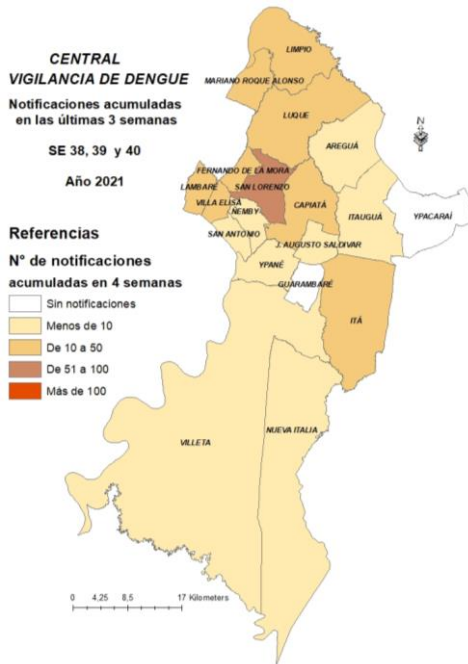 CENTRAL
VIGILANCIA DE DENGUE
Notificaciones acumuladas
en las últimas 3 semanas
SE 38, 39 y 40
Año 2021
Referencias
N° de notificaciones
acumuladas en 4 semanas
Sin notificaciones
Menos de 10
De 10 a 50
De 51 a 100
Más de 100
LIMPIO
MARIANO ROQUE ALONSO
LUQUE
AREGUÁ
N
FERNANDO DE LA MORA
LAMBARÉ
SAN LORENZO
VILLA ELISA
CAPIATÁ
ÑEMBY
ITAUGUÁ
YPACARAÍ
SAN ANTONIO
J. AUGUSTO SALDIVAR
YPANÉ
GUARAMBARÉ
ITÁ
VILLETA
NUEVA ITALIA
0 4,25 8,5 17 Kilometers